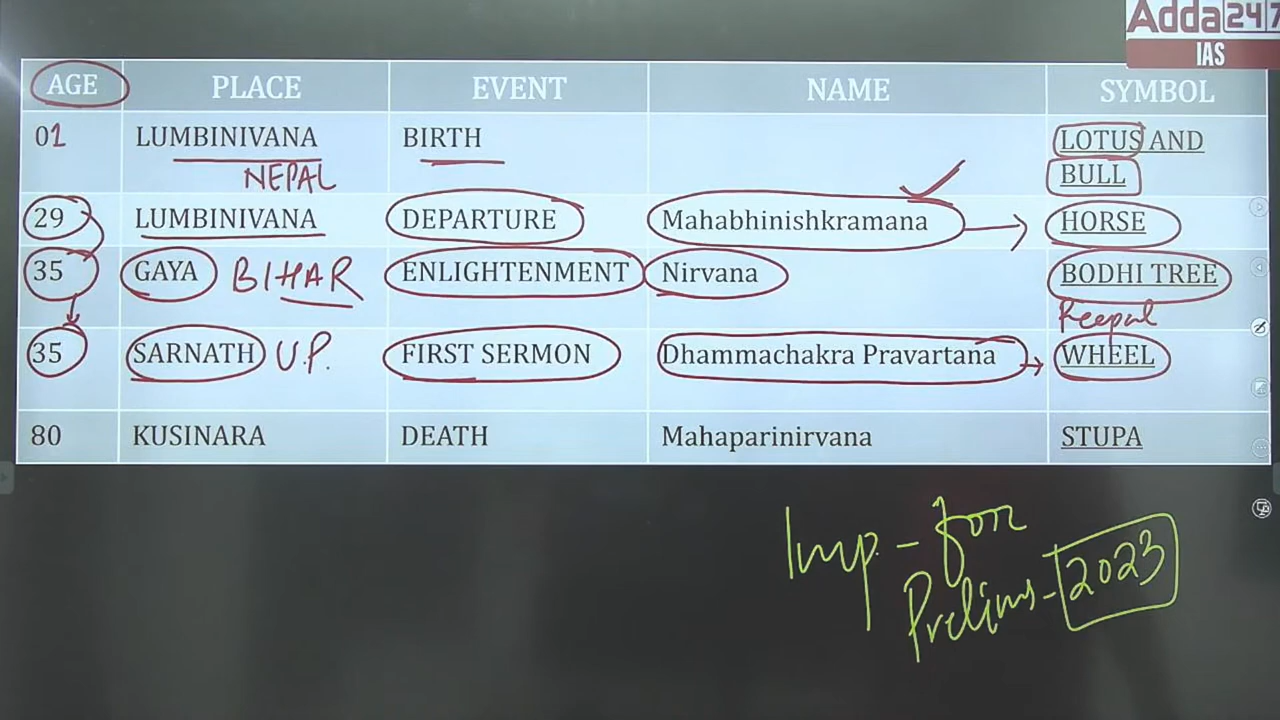 Adda247
IAS
AGE PLACE EVENT NAME SYMBOL
01 LUMBINIVANA BIRTH LOTUS AND
NEPAL BULL
29 LUMBINIVANA DEPARTURE Mahabhinishkramana HORSE
35 GAYA BIHAR ENLIGHTENMENT Nirvana BODHI TREE
Peepal
35 SARNATH U.P. FIRST SERMON Dhammachakra Pravartana WHEEL
80 KUSINARA DEATH Mahaparinirvana STUPA
Imp. - for
Prelims - 2023